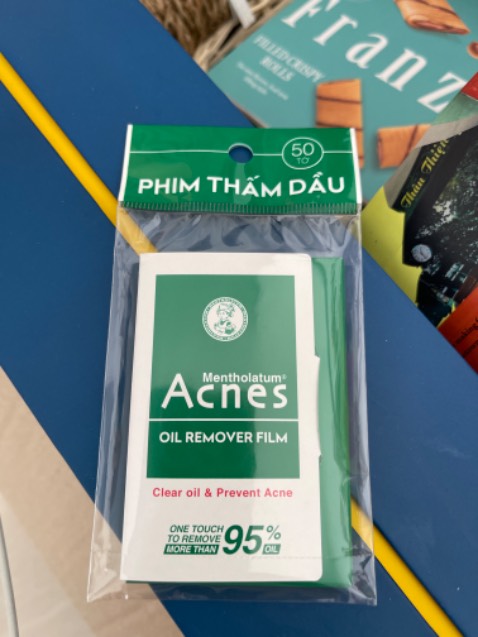 Franz
FILLED CRISPY
ROLLS
50
TỜ
PHIM THẤM DẦU
Mentholatum®
Acnes
OIL REMOVER FILM
Clear oil & Prevent Acne
ONE TOUCH
TO REMOVE
MORE THAN
95%
OIL